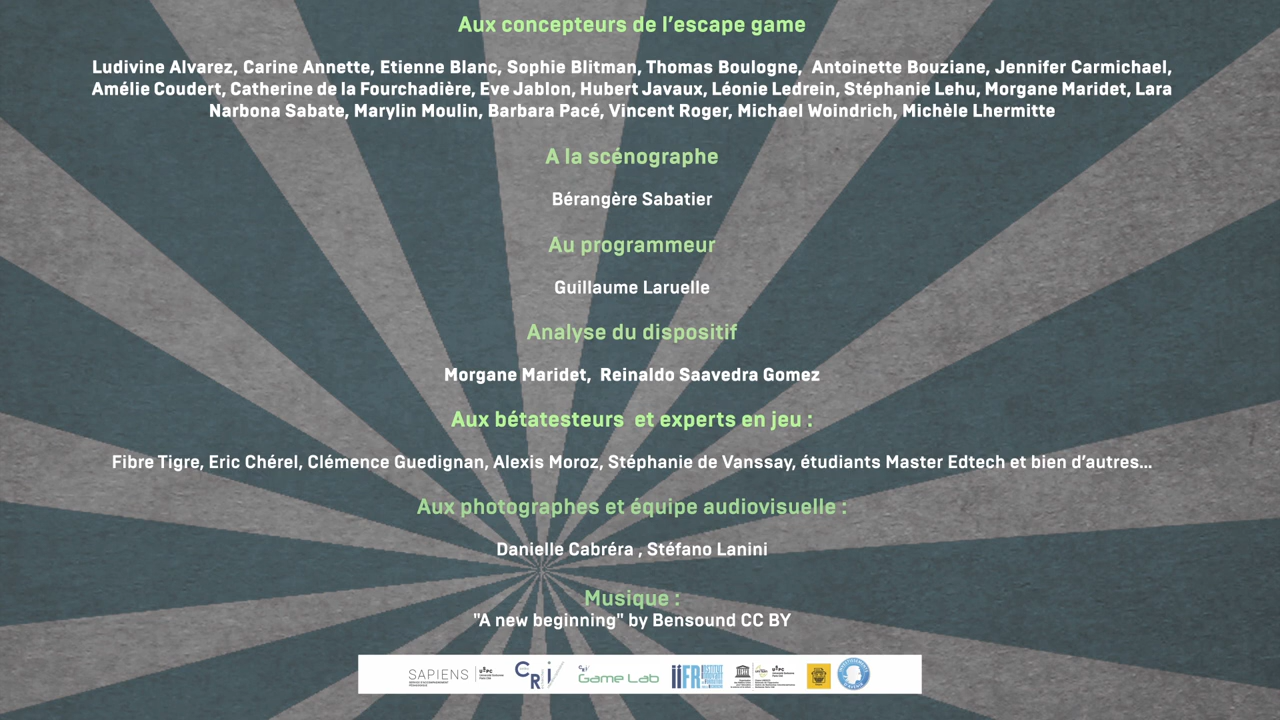 Aux concepteurs de l’escape game
Ludivine Alvarez, Carine Annette, Etienne Blanc, Sophie Blitman, Thomas Boulogne,  Antoinette Bouziane, Jennifer Carmichael,
Amélie Coudert, Catherine de la Fourchadière, Eve Jablon, Hubert Javaux, Léonie Ledrein, Stéphanie Lehu, Morgane Maridet, Lara
Narbona Sabate, Marylin Moulin, Barbara Pacé, Vincent Roger, Michael Woindrich, Michèle Lhermitte
A la scénographe
Bérangère Sabatier
Au programmeur
Guillaume Laruelle
Analyse du dispositif
Morgane Maridet,  Reinaldo Saavedra Gomez
Aux bétatesteurs  et experts en jeu :
Fibre Tigre, Eric Chérel, Clémence Guedignan, Alexis Moroz, Stéphanie de Vanssay, étudiants Master Edtech et bien d’autres...
Aux photographes et équipe audiovisuelle :
Danielle Cabréra , Stéfano Lanini
Musique :
"A new beginning" by Bensound CC BY
SAPIENS
CRI
Game Lab
iiFR